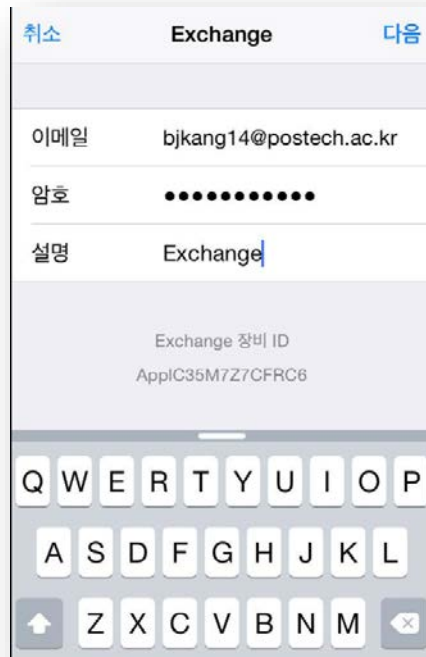 취소 Exchange 다음
이메일 bjkang14@postech.ac.kr
암호 ●●●●●●●●●●●
설명 Exchange
Exchange 장비 ID
ApplC35M7Z7CFRC6
Q W E R T Y U I O P
A S D F G H J K L
Z X C V B N M